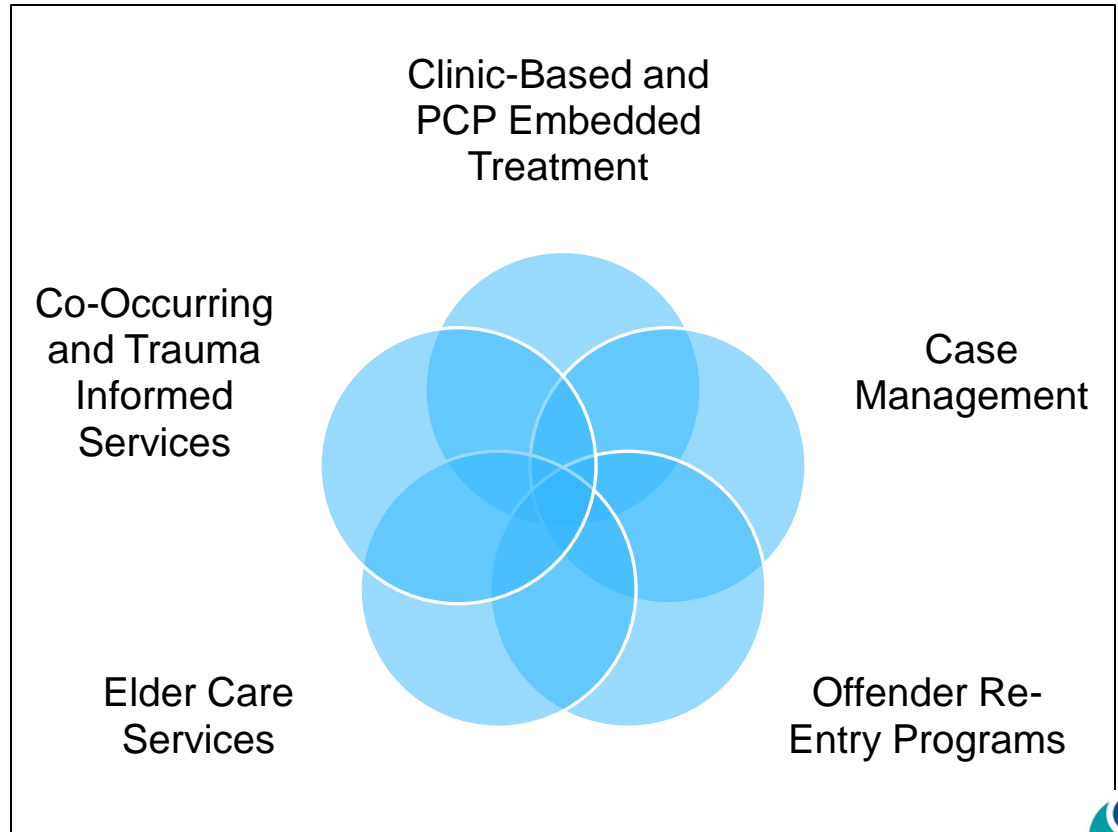 Clinic-Based and
PCP Embedded
Treatment
Co-Occurring
and Trauma
Informed
Services
Case
Management
Elder Care
Services
Offender Re-
Entry Programs